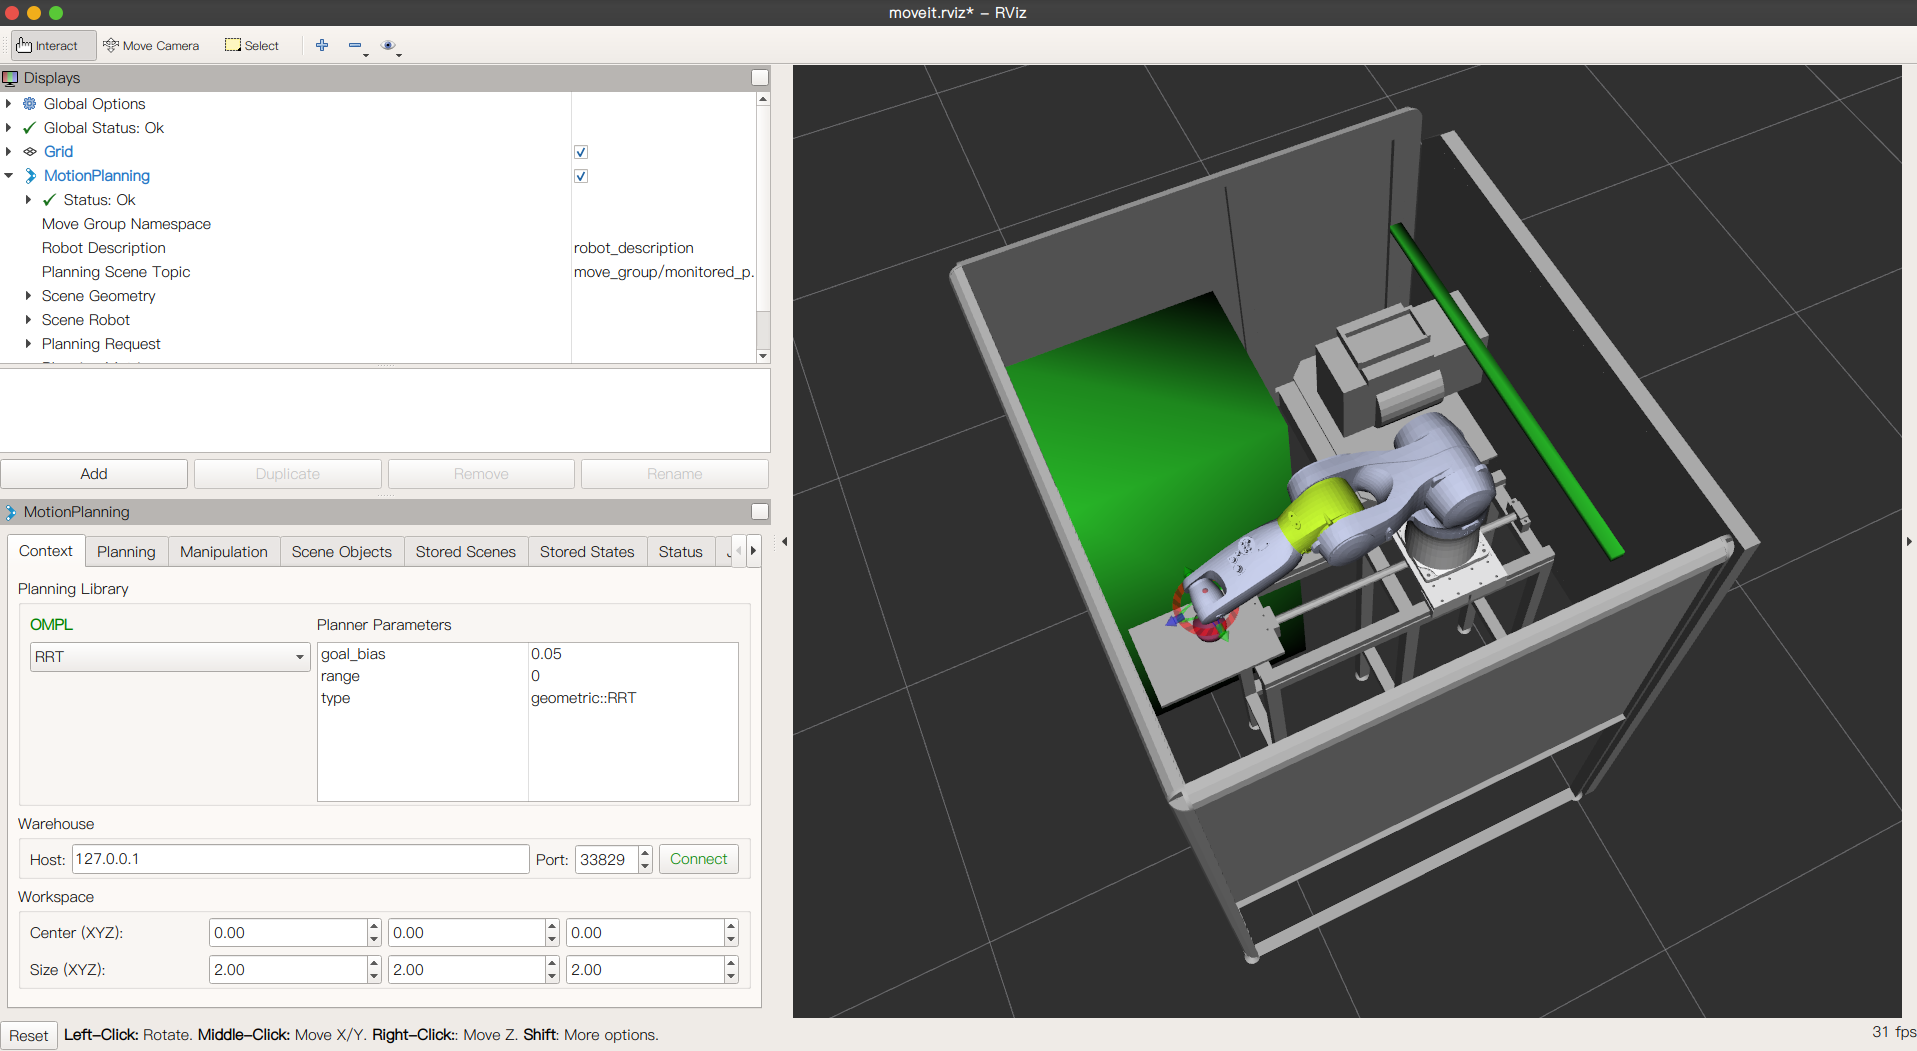 moveit.rviz* – RViz
Interact Move Camera Select
Displays
Global Options
Global Status: Ok
Grid
MotionPlanning
Status: Ok
Move Group Namespace
Robot Description robot_description
Planning Scene Topic move_group/monitored_p...
Scene Geometry
Scene Robot
Planning Request
Add Duplicate Remove Rename
MotionPlanning
Context Planning Manipulation Scene Objects Stored Scenes Stored States Status
Planning Library
OMPL Planner Parameters
RRT
goal_bias 0.05
range 0
type geometric::RRT
Warehouse
Host: 127.0.0.1 Port: 33829 Connect
Workspace
Center (XYZ): 0.00 0.00 0.00
Size (XYZ): 2.00 2.00 2.00
Reset Left-Click: Rotate. Middle-Click: Move X/Y. Right-Click:: Move Z. Shift: More options.
31 fps